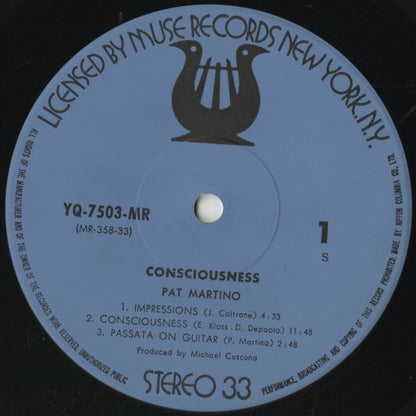 LICENSED BY MUSE RECORDS NEW YORK, N.Y.
YQ-7503-MR
(MR-358-33)
1
S
CONSCIOUSNESS
PAT MARTINO
1. IMPRESSIONS (J. Coltrane) 4:33
2. CONSCIOUSNESS (E. Kloss - D. Depaolo) 11:48
3. PASSATA ON GUITAR (P. Martino) 2:48
Produced by Michael Cuscuna
STEREO 33
ALL RIGHTS OF THE MANUFACTURER AND OF THE OWNER OF THE RECORDED WORK RESERVED. UNAUTHORIZED PUBLIC
PERFORMANCE, BROADCASTING AND COPYING OF THIS RECORD PROHIBITED. MADE BY NIPPON COLUMBIA CO., LTD.